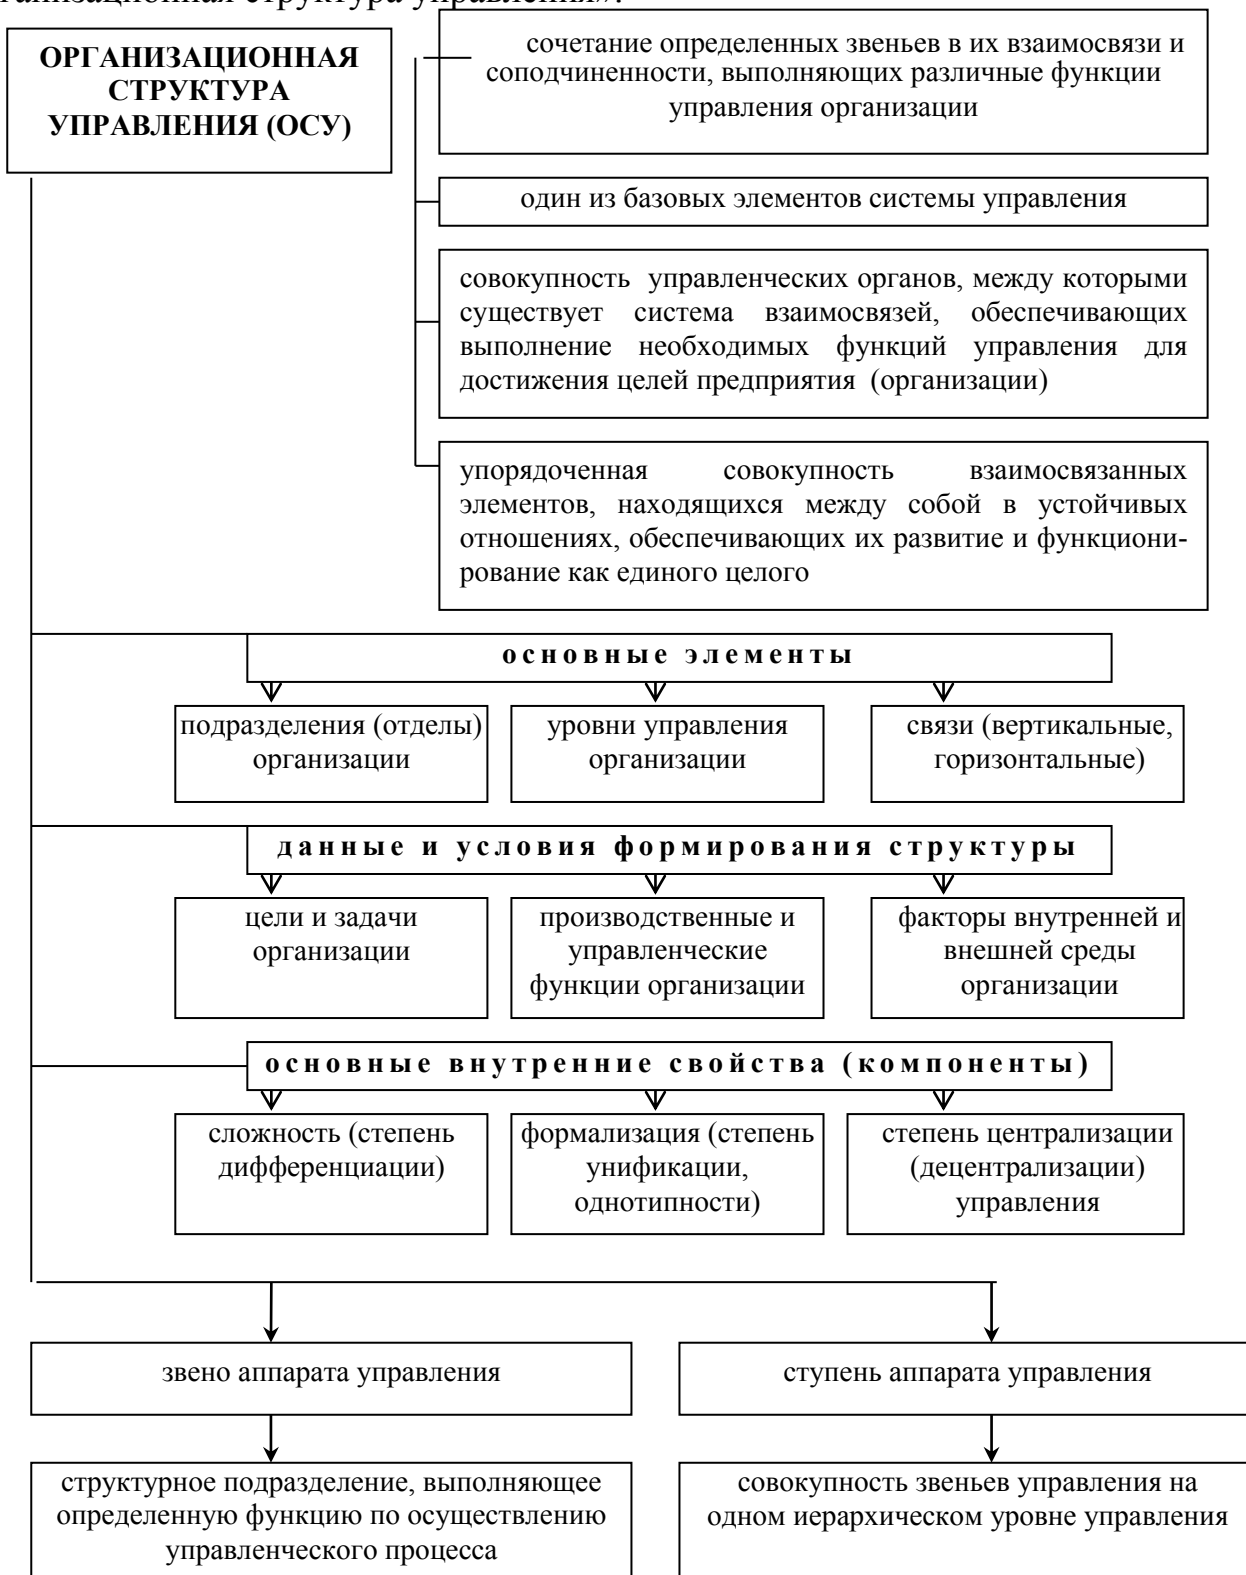 ганизационная структура управления».
ОРГАНИЗАЦИОННАЯ
СТРУКТУРА
УПРАВЛЕНИЯ (ОСУ)
сочетание определенных звеньев в их взаимосвязи и
соподчиненности, выполняющих различные функции
управления организации
один из базовых элементов системы управления
совокупность управленческих органов, между которыми
существует система взаимосвязей, обеспечивающих
выполнение необходимых функций управления для
достижения целей предприятия (организации)
упорядоченная совокупность взаимосвязанных
элементов, находящихся между собой в устойчивых
отношениях, обеспечивающих их развитие и функциони-
рование как единого целого
основные элементы
подразделения (отделы)
организации
уровни управления
организации
связи (вертикальные,
горизонтальные)
данные и условия формирования структуры
цели и задачи
организации
производственные и
управленческие
функции организации
факторы внутренней и
внешней среды
организации
основные внутренние свойства (компоненты)
сложность (степень
дифференциации)
формализация (степень
унификации,
однотипности)
степень централизации
(децентрализации)
управления
звено аппарата управления
ступень аппарата управления
структурное подразделение, выполняющее
определенную функцию по осуществлению
управленческого процесса
совокупность звеньев управления на
одном иерархическом уровне управления